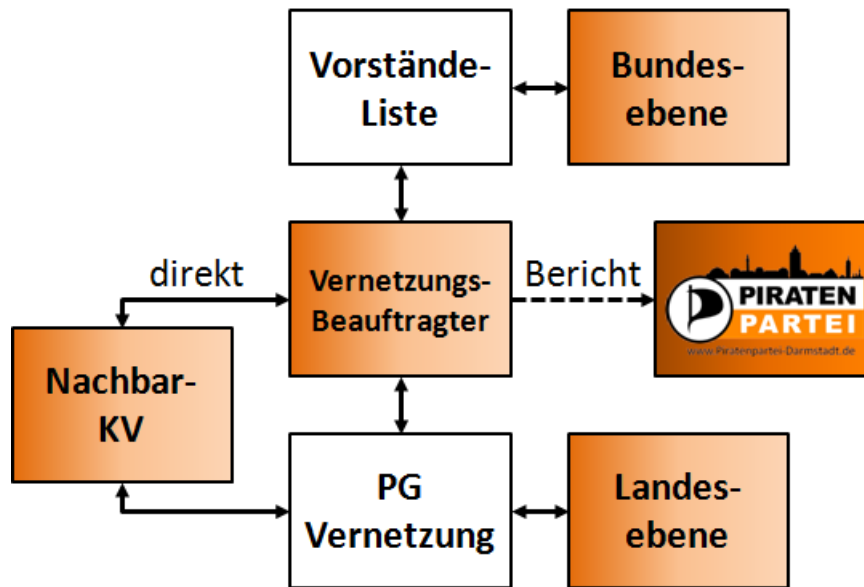 Vorstände-
Liste
Bundes-
ebene
direkt
Vernetzungs-
Beauftragter
Bericht
PIRATEN
PARTEI
www.Piratenpartei-Darmstadt.de
Nachbar-
KV
PG
Vernetzung
Landes-
ebene